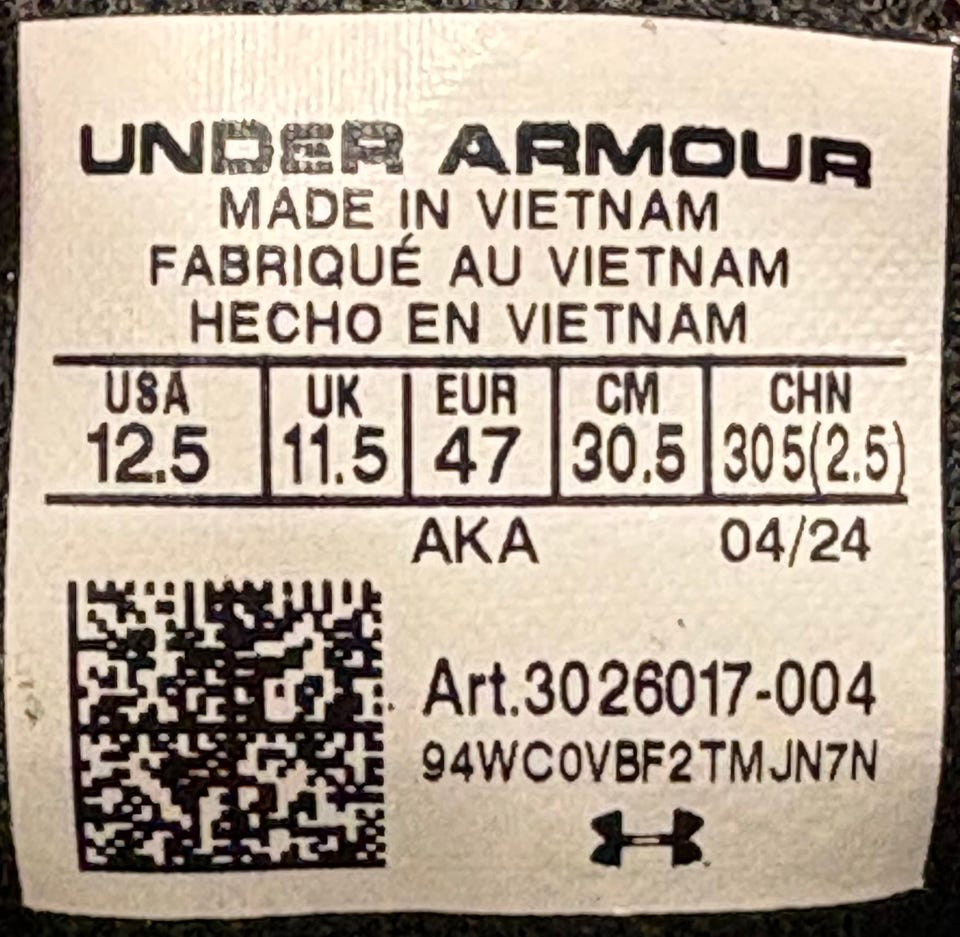 UNDER ARMOUR
MADE IN VIETNAM
FABRIQUÉ AU VIETNAM
HECHO EN VIETNAM
USA UK EUR CM CHN
12.5 11.5 47 30.5 305(2.5)
AKA 04/24
Art.3026017-004
94WC0VBF2TMJN7N